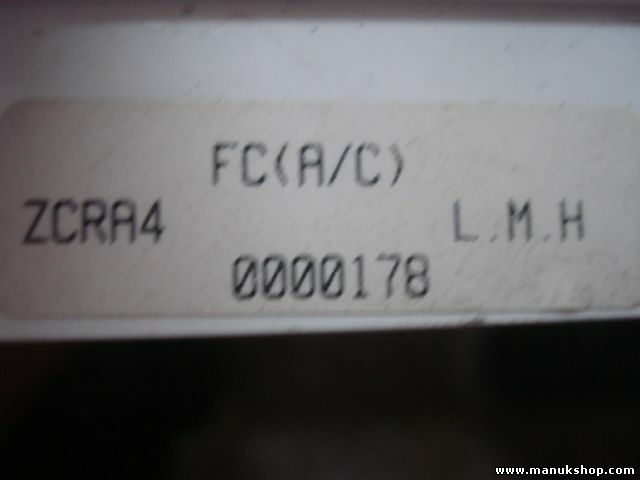 FC(A/C)
ZCRA4 L.M.H
0000178
www.manukshop.com